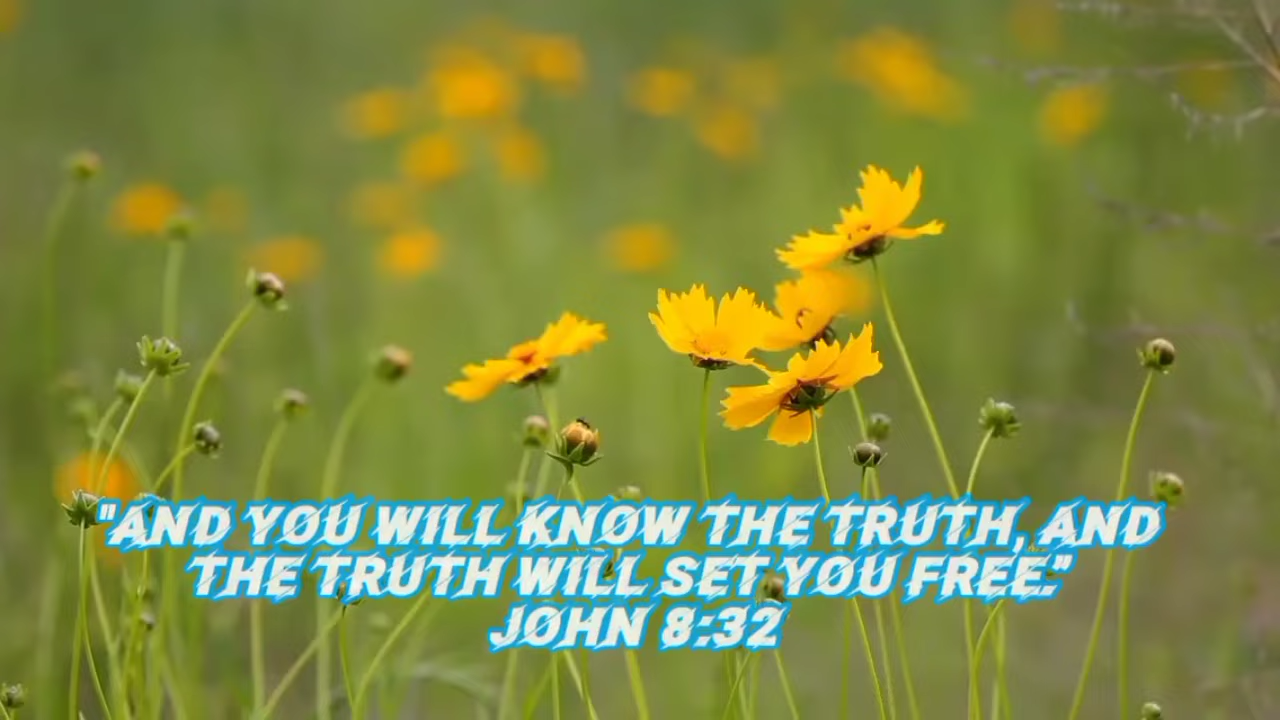 "AND YOU WILL KNOW THE TRUTH, AND
THE TRUTH WILL SET YOU FREE."
JOHN 8:32